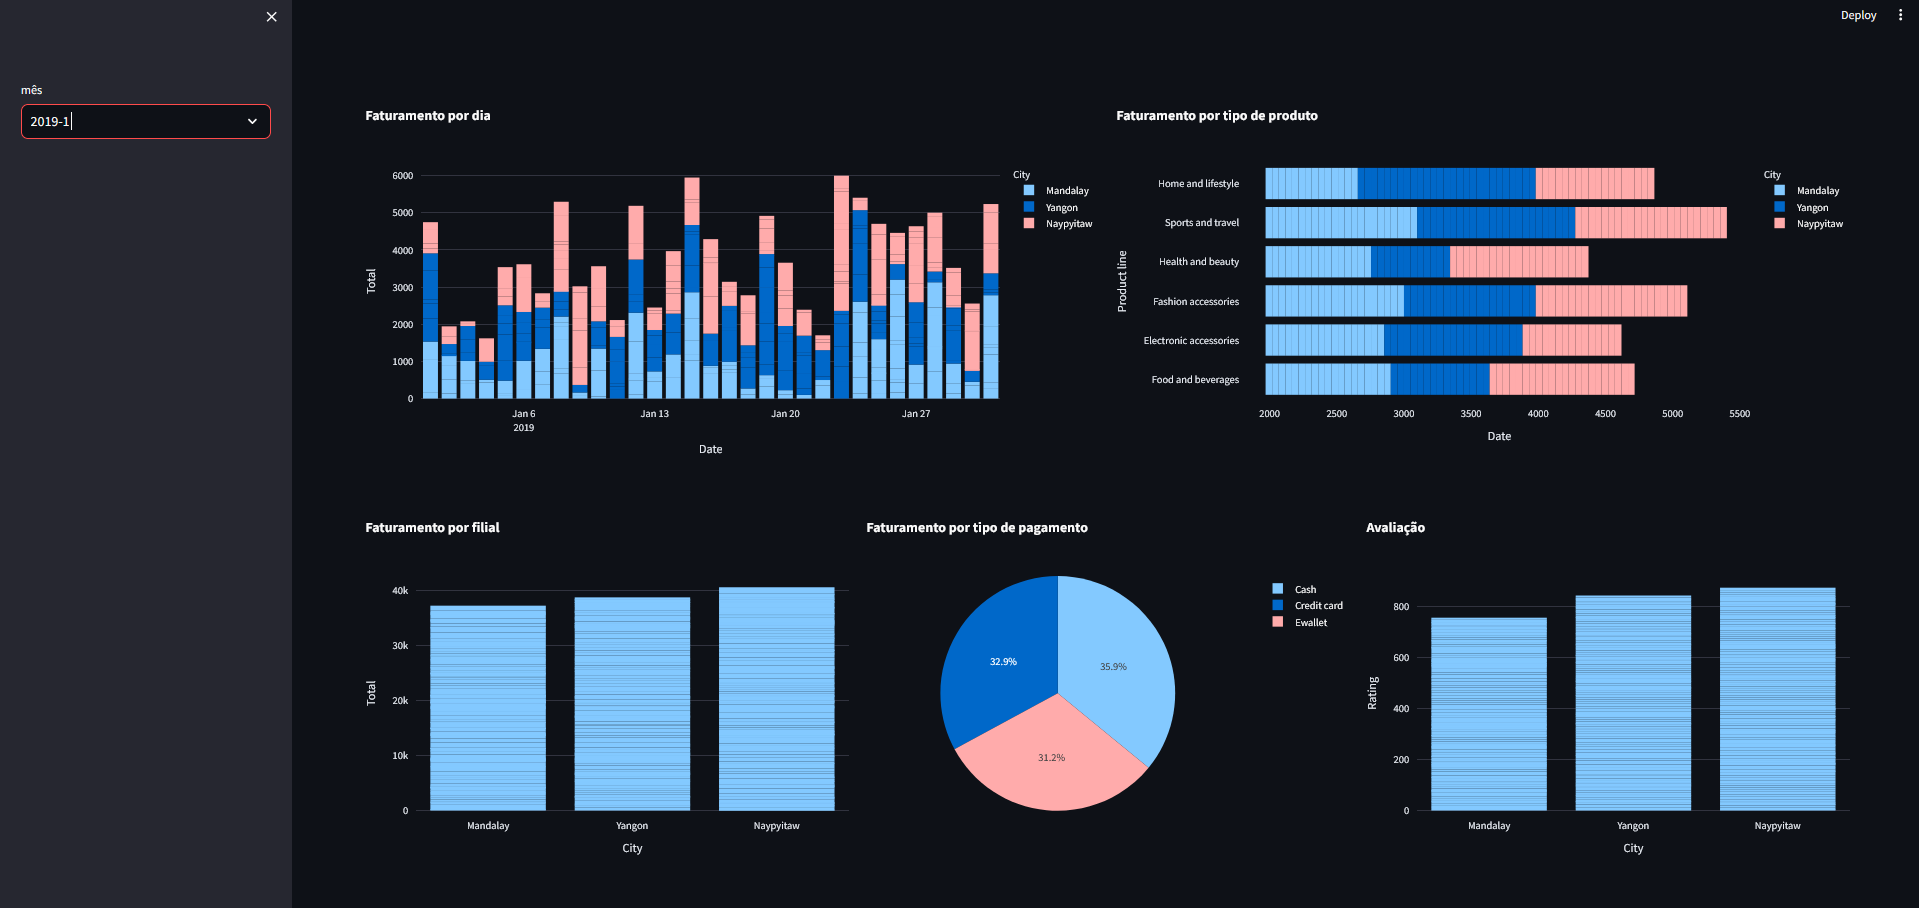 Deploy
mês
2019-1
Faturamento por dia
6000
5000
4000
3000
2000
1000
0
Total
Jan 6
2019
Jan 13
Jan 20
Jan 27
Date
City
Mandalay
Yangon
Naypyitaw
Faturamento por tipo de produto
Product line
Home and lifestyle
Sports and travel
Health and beauty
Fashion accessories
Electronic accessories
Food and beverages
2000
2500
3000
3500
4000
4500
5000
5500
Date
City
Mandalay
Yangon
Naypyitaw
Faturamento por filial
40k
30k
20k
10k
0
Total
Mandalay
Yangon
Naypyitaw
City
Faturamento por tipo de pagamento
32.9%
35.9%
31.2%
Cash
Credit card
Ewallet
Avaliação
800
600
400
200
0
Rating
Mandalay
Yangon
Naypyitaw
City